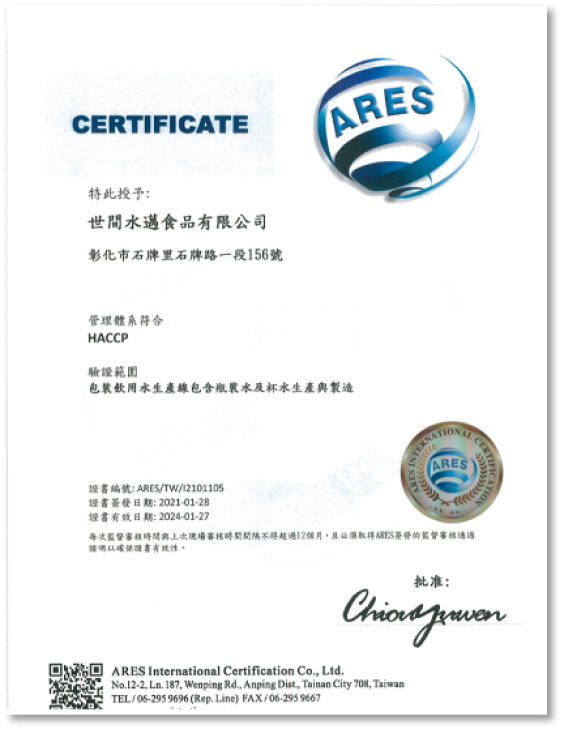 ARES
CERTIFICATE
特此授予:
世間水邁食品有限公司
彰化市石牌里石牌路一段156號
管理體系符合
HACCP
驗證範圍
包裝飲用水生產線包含瓶裝水及杯水生產與製造
ARES INTERNATIONAL CERTIFICATION
ARES
證書編號: ARES/TW/I2101105
證書簽發日期: 2021-01-28
證書有效日期: 2024-01-27
每次監督審核時間與上次現場審核時間間隔不得超過12個月，且必須取得ARES簽發的監督審核通過
證明以確保證書有效性。
批准:
ARES International Certification Co., Ltd.
No.12-2, Ln. 187, Wenping Rd., Anping Dist., Tainan City 708, Taiwan
TEL / 06-295 9696 (Rep. Line) FAX / 06-295 9667